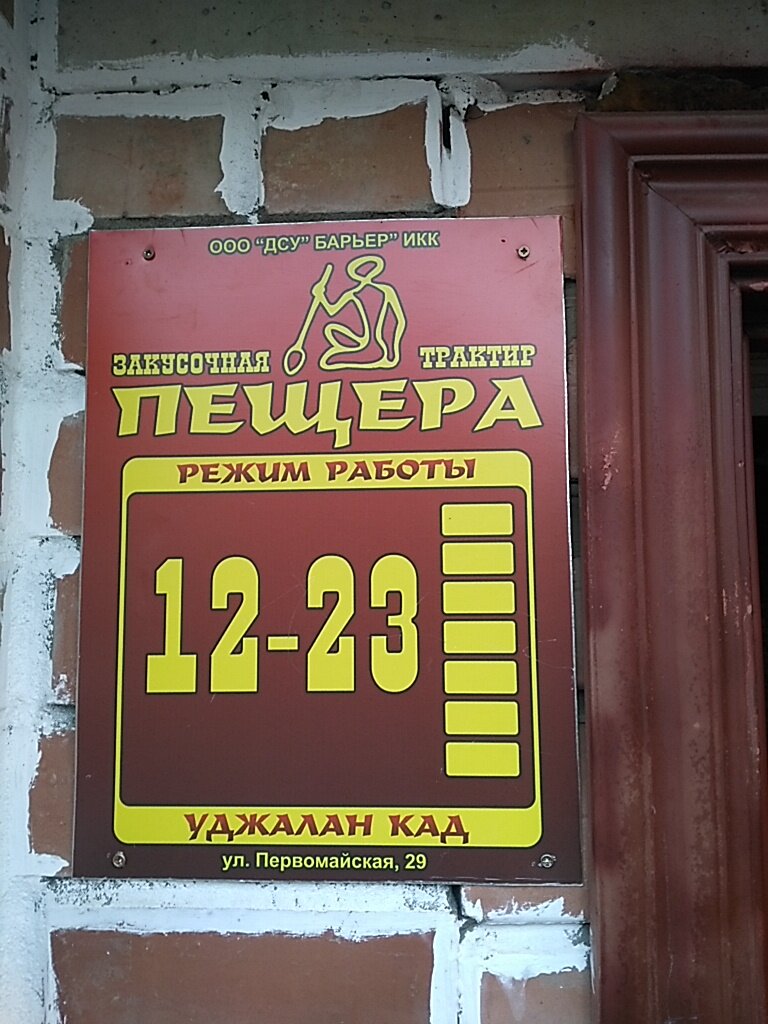 ООО "ДСУ" БАРЬЕР" ИКК
ЗАКУСОЧНАЯ ТРАКТИР
ПЕЩЕРА
РЕЖИМ РАБОТЫ
12-23
УДЖАЛАН КАД
ул. Первомайская, 29